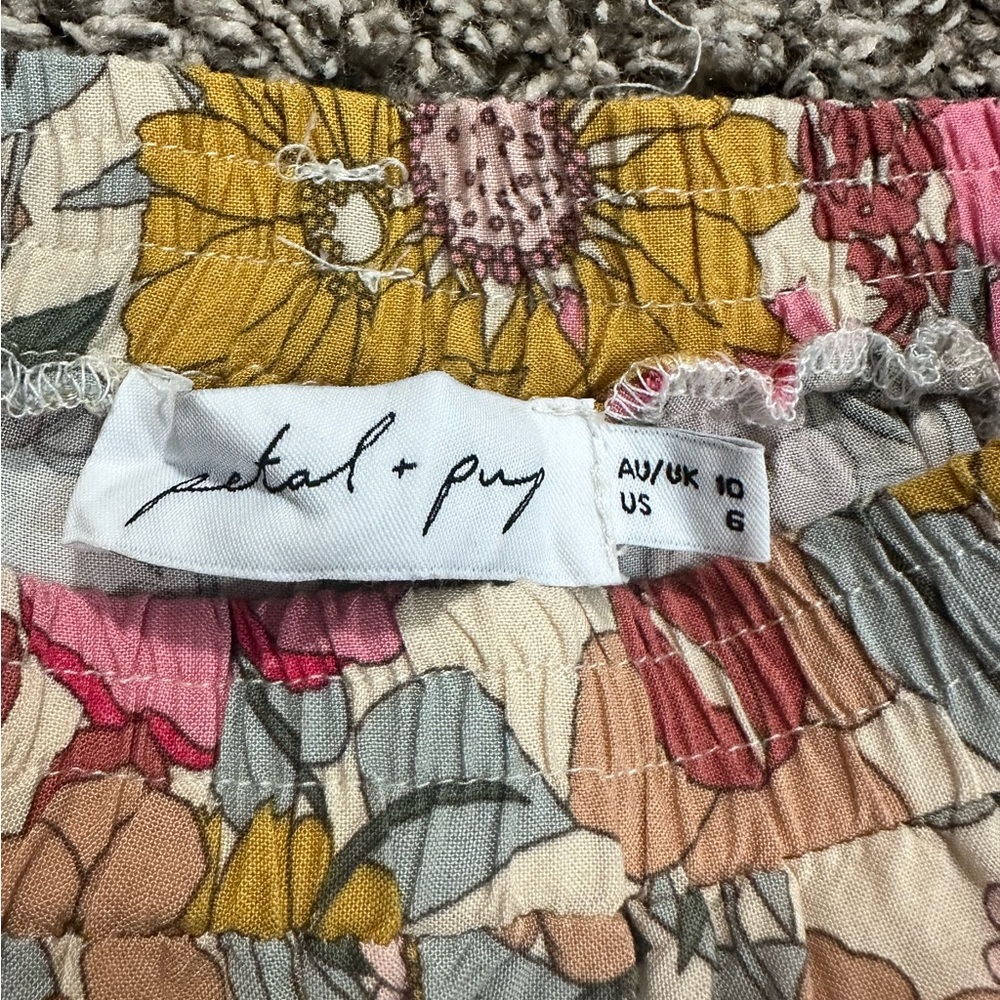 petal + pup
AU/UK 10
US 6